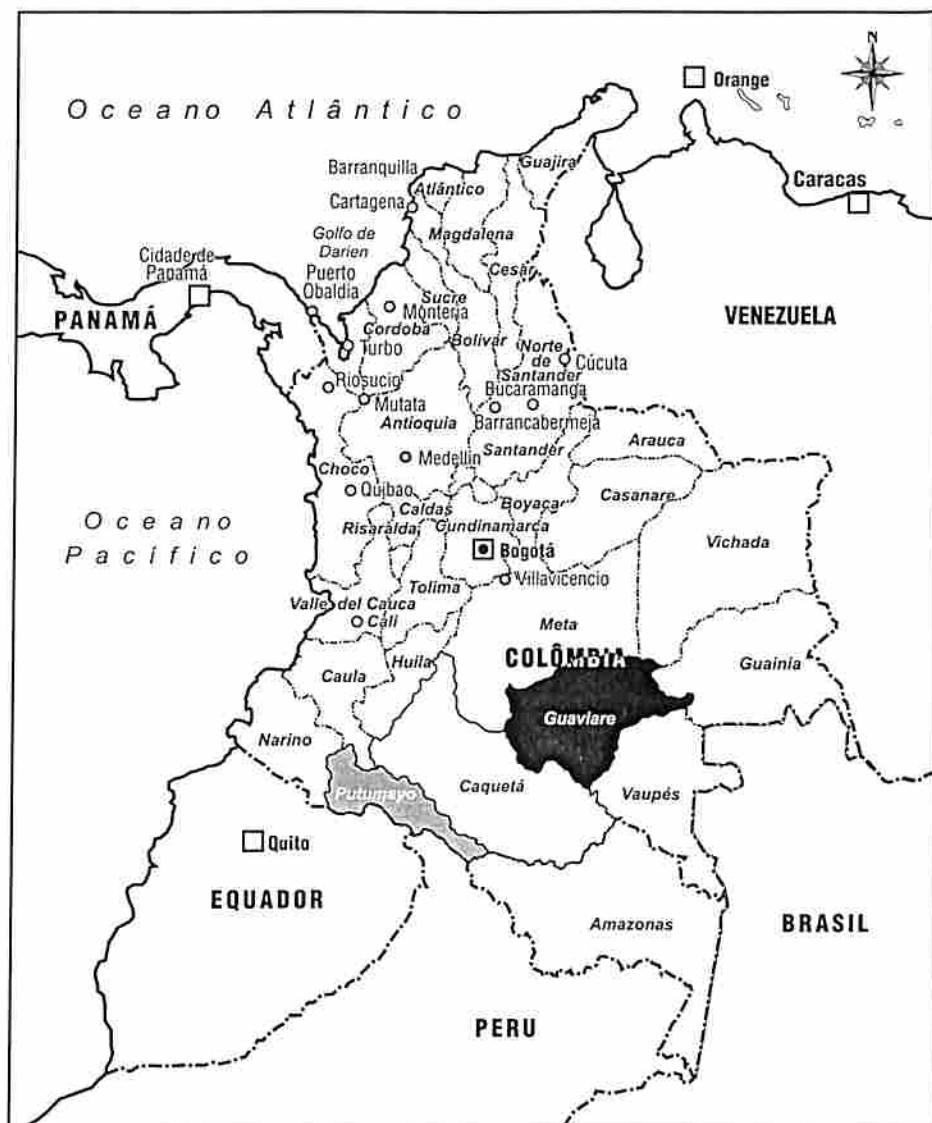 N
Orange
Oceano Atlântico
Guajira
Barranquilla
Atlântico
Caracas
Cartagena
Magdalena
Golfo de
Darien
Cidade de
Panamá
Cesar
Puerto
Obaldia
Sucre
Monteria
PANAMÁ
VENEZUELA
Cordoba
Turbo
Bolivar
Norte
de
Santander
Cúcuta
Riosucio
Bucaramanga
Mutata
Barrancabermeja
Antioquia
Arauca
Santander
Medellin
Choco
Quibao
Casanare
Boyaca
Caldas
Oceano
Pacífico
Risaralda
Cundinamarca
Vichada
Bogotá
Villavicencio
Tolima
Valle del Cauca
Cali
Meta
COLÔMBIA
Huila
Guainia
Caula
Guaviare
Narino
Caquetá
Putumayo
Vaupés
Quito
EQUADOR
Amazonas
BRASIL
PERU